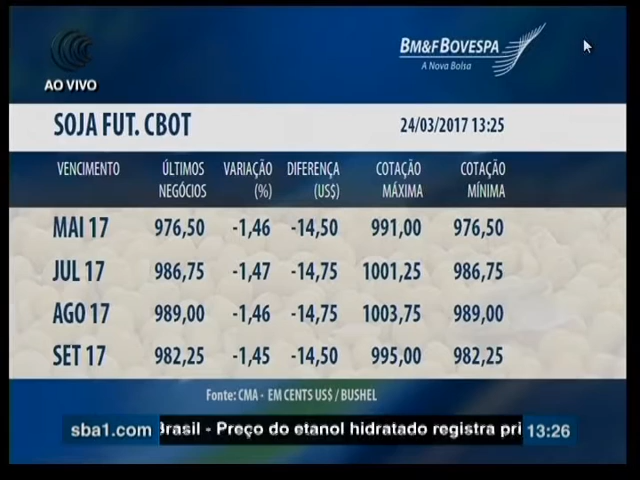 AO VIVO
BM&FBOVESPA
A Nova Bolsa
SOJA FUT. CBOT 24/03/2017 13:25
VENCIMENTO ÚLTIMOS NEGÓCIOS VARIAÇÃO (%) DIFERENÇA (US$) COTAÇÃO MÁXIMA COTAÇÃO MÍNIMA
MAI 17 976,50 -1,46 -14,50 991,00 976,50
JUL 17 986,75 -1,47 -14,75 1001,25 986,75
AGO 17 989,00 -1,46 -14,75 1003,75 989,00
SET 17 982,25 -1,45 -14,50 995,00 982,25
Fonte: CMA - EM CENTS US$ / BUSHEL
sba1.com Brasil - Preço do etanol hidratado registra pri 13:26